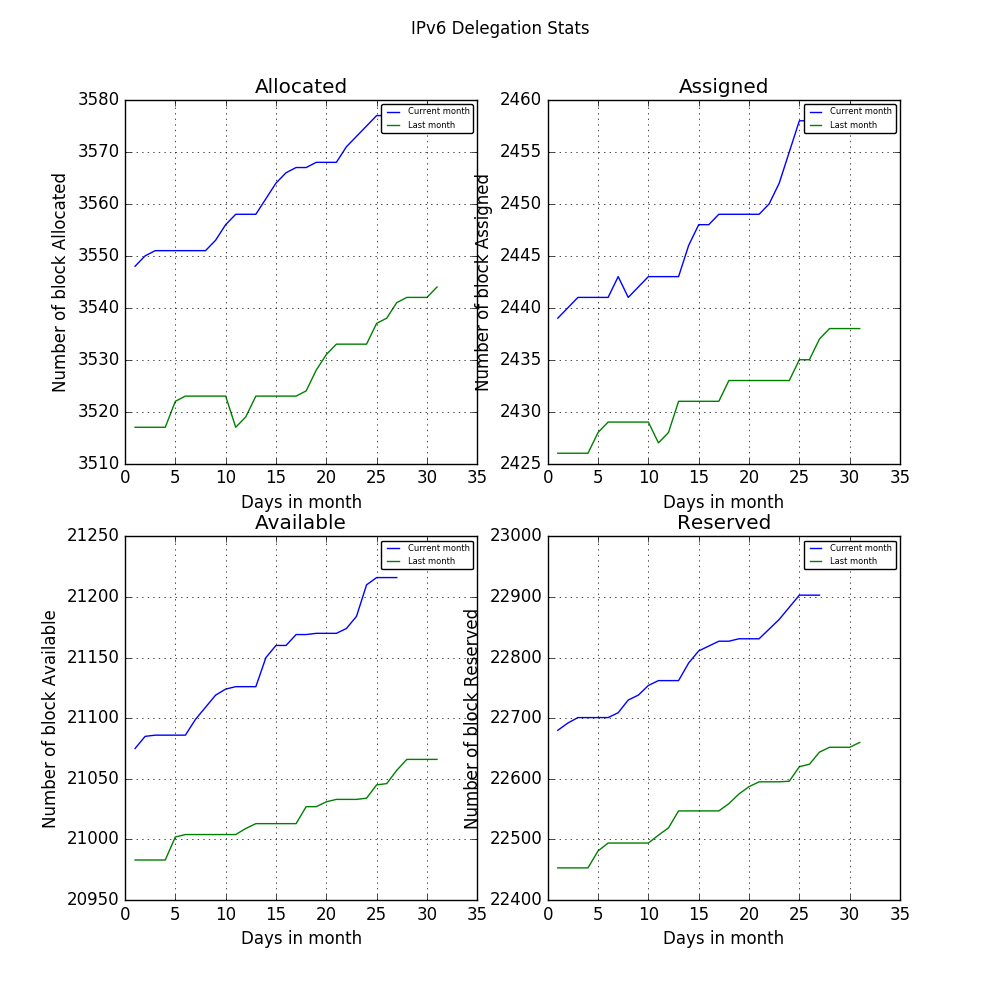 IPv6 Delegation Stats
Allocated
Number of block Allocated
3580
3570
3560
3550
3540
3530
3520
3510
0 5 10 15 20 25 30 35
Days in month
Current month
Last month
Assigned
Number of block Assigned
2460
2455
2450
2445
2440
2435
2430
2425
0 5 10 15 20 25 30 35
Days in month
Current month
Last month
Available
Number of block Available
21250
21200
21150
21100
21050
21000
20950
0 5 10 15 20 25 30 35
Days in month
Current month
Last month
Reserved
Number of block Reserved
23000
22900
22800
22700
22600
22500
22400
0 5 10 15 20 25 30 35
Days in month
Current month
Last month